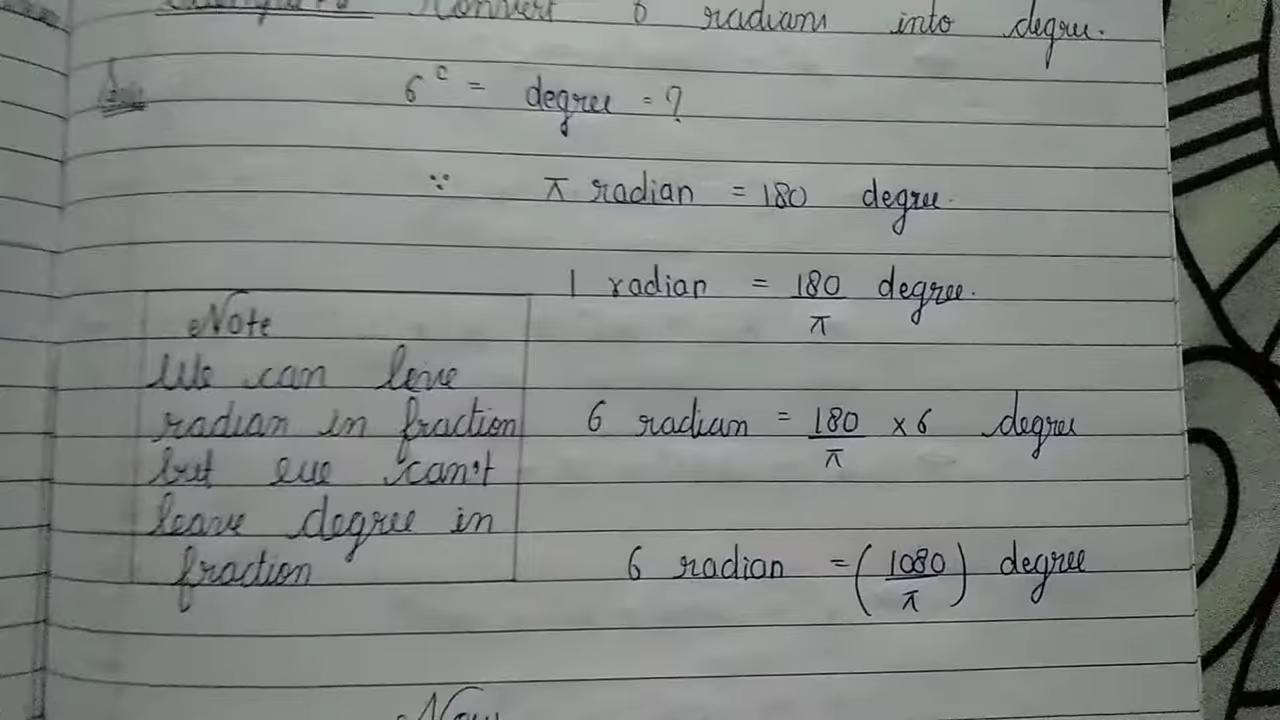 Convert 6 radians into degree.
6ᶜ = degree = ?
∵ π radian = 180 degree.
1 radian = 180/π degree.
Note
We can leave
radian in fraction
but we can't
leave degree in
fraction
6 radian = 180/π × 6 degree
6 radian = (1080/π) degree
Now